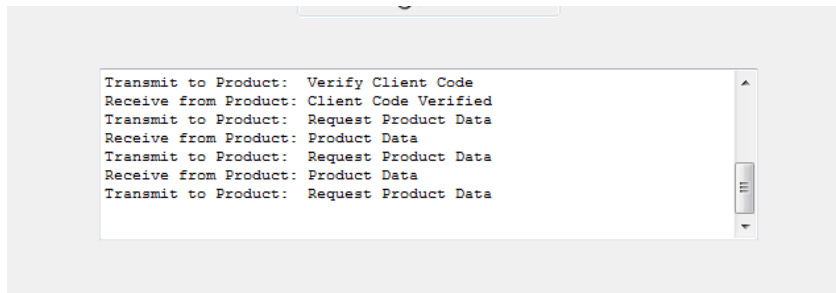 Transmit to Product:  Verify Client Code
Receive from Product: Client Code Verified
Transmit to Product:  Request Product Data
Receive from Product: Product Data
Transmit to Product:  Request Product Data
Receive from Product: Product Data
Transmit to Product:  Request Product Data